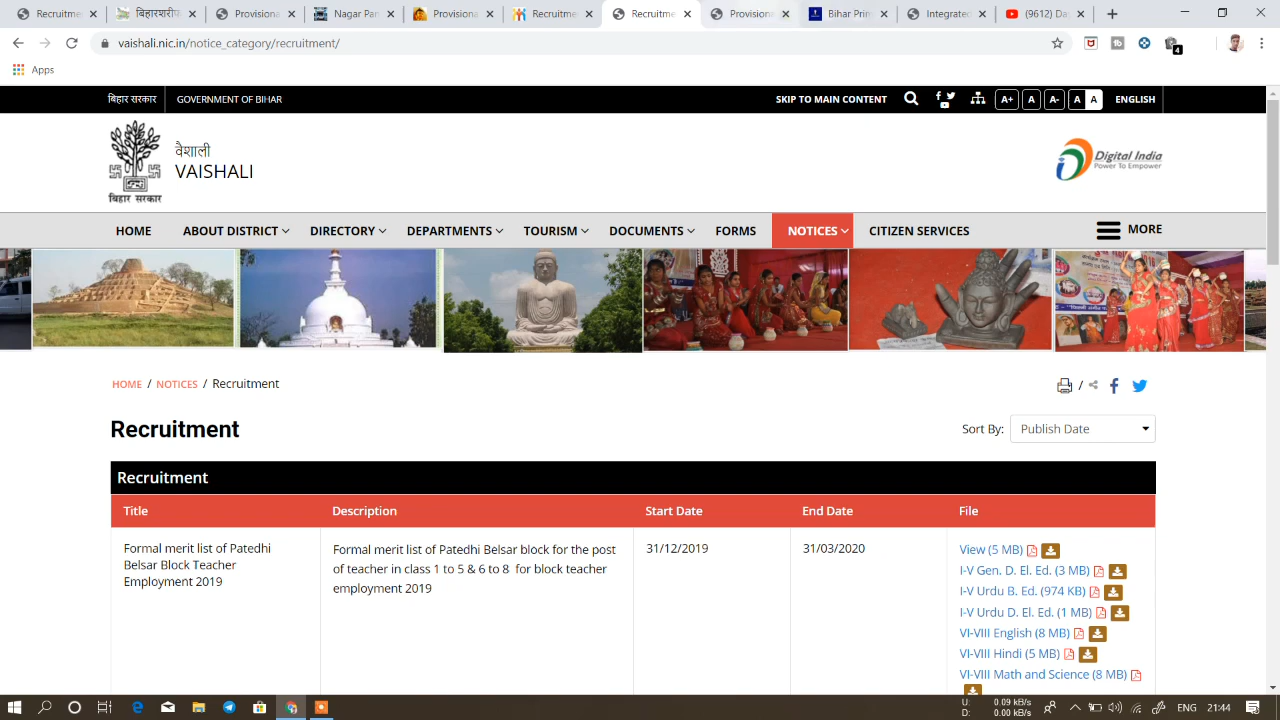 Recruitme
बिहारशरीफ
Provisiona
Nagar Pan
Provisiona
Recruitme
Recruitme
Provisiona
Bihar Prin
Integrated
(9612) Da
vaishali.nic.in/notice_category/recruitment/
4
Apps
बिहार सरकार GOVERNMENT OF BIHAR SKIP TO MAIN CONTENT A+ A A- A A ENGLISH
वैशाली
VAISHALI
बिहार सरकार
Digital India
Power To Empower
HOME ABOUT DISTRICT DIRECTORY DEPARTMENTS TOURISM DOCUMENTS FORMS NOTICES CITIZEN SERVICES MORE
HOME / NOTICES / Recruitment
Recruitment
Sort By: Publish Date
Recruitment
Title Description Start Date End Date File
Formal merit list of Patedhi
Belsar Block Teacher
Employment 2019
Formal merit list of Patedhi Belsar block for the post
of teacher in class 1 to 5 & 6 to 8 for block teacher
employment 2019
31/12/2019
31/03/2020
View (5 MB)
I-V Gen. D. El. Ed. (3 MB)
I-V Urdu B. Ed. (974 KB)
I-V Urdu D. El. Ed. (1 MB)
VI-VIII English (8 MB)
VI-VIII Hindi (5 MB)
VI-VIII Math and Science (8 MB)
U: 0.09 kB/s
D: 0.00 kB/s
ENG 21:44